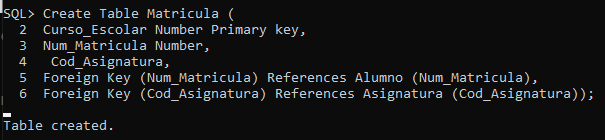 SQL> Create Table Matricula (
  2  Curso_Escolar Number Primary key,
  3  Num_Matricula Number,
  4   Cod_Asignatura,
  5  Foreign Key (Num_Matricula) References Alumno (Num_Matricula),
  6  Foreign Key (Cod_Asignatura) References Asignatura (Cod_Asignatura));
Table created.